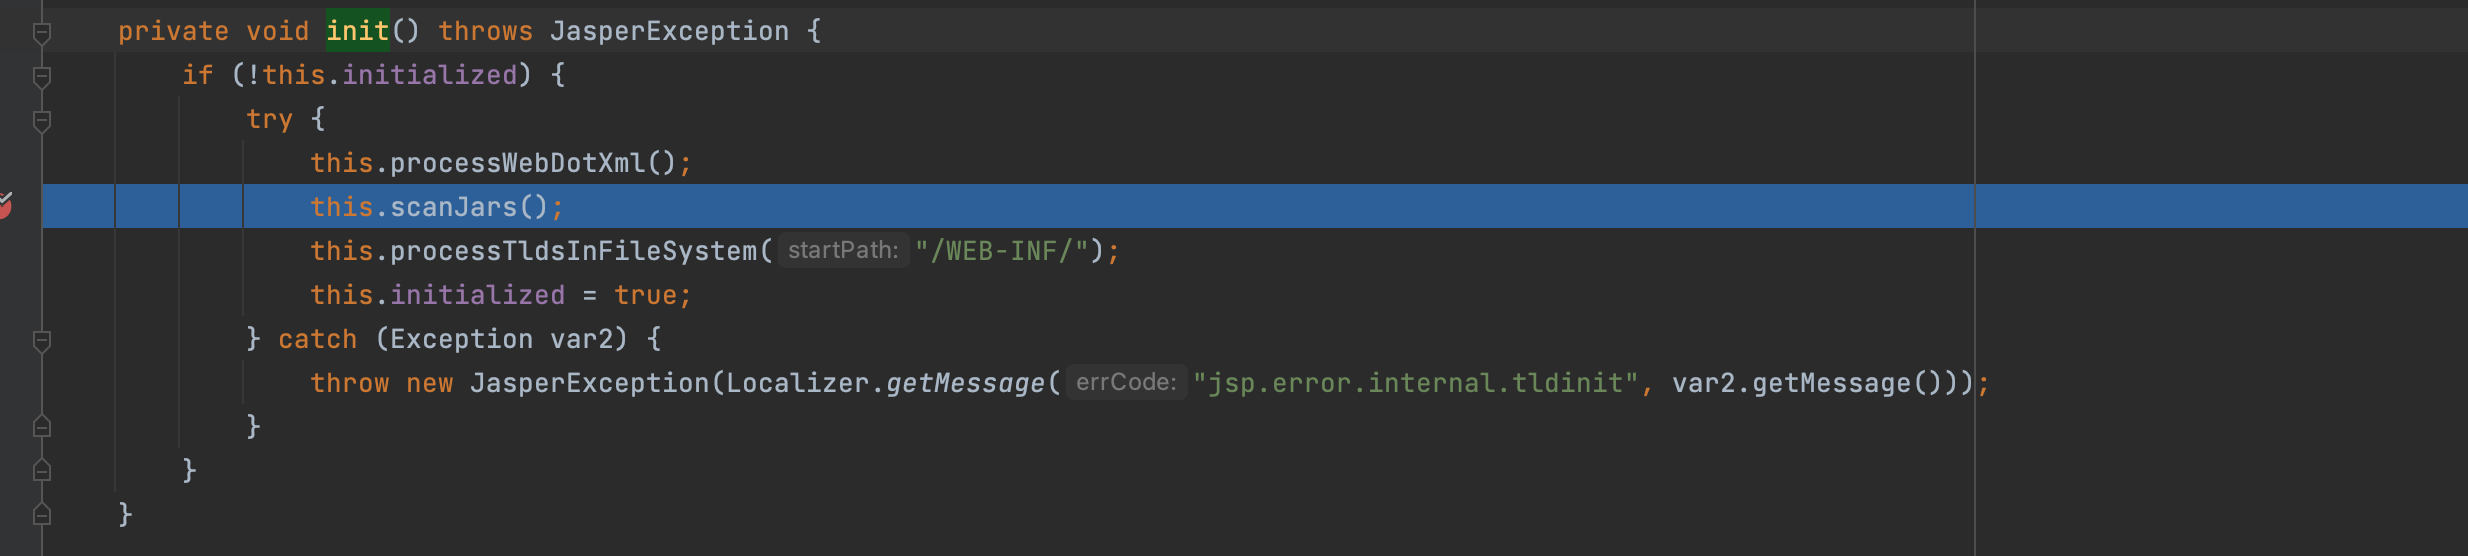 private void init() throws JasperException {
if (!this.initialized) {
try {
this.processWebDotXml();
this.scanJars();
this.processTldsInFileSystem( startPath: "/WEB-INF/");
this.initialized = true;
} catch (Exception var2) {
throw new JasperException(Localizer.getMessage( errCode: "jsp.error.internal.tldinit", var2.getMessage()));
}
}
}